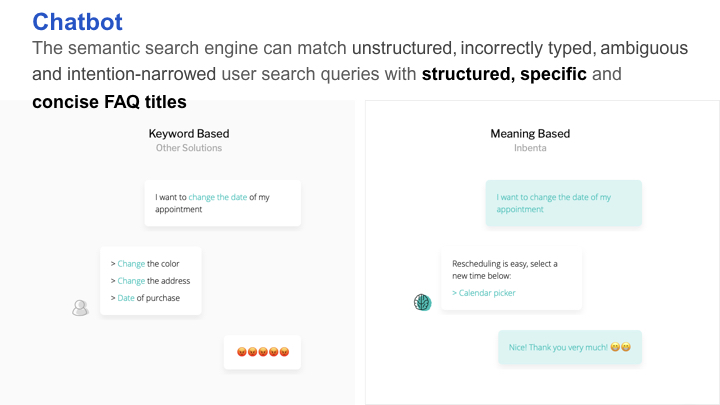 Chatbot
The semantic search engine can match unstructured, incorrectly typed, ambiguous
and intention-narrowed user search queries with structured, specific and
concise FAQ titles
Keyword Based
Other Solutions
I want to change the date of my
appointment
> Change the color
> Change the address
> Date of purchase
😡😡😡😡😡
Meaning Based
Inbenta
I want to change the date of my
appointment
Rescheduling is easy, select a
new time below:
> Calendar picker
Nice! Thank you very much! 😁😁